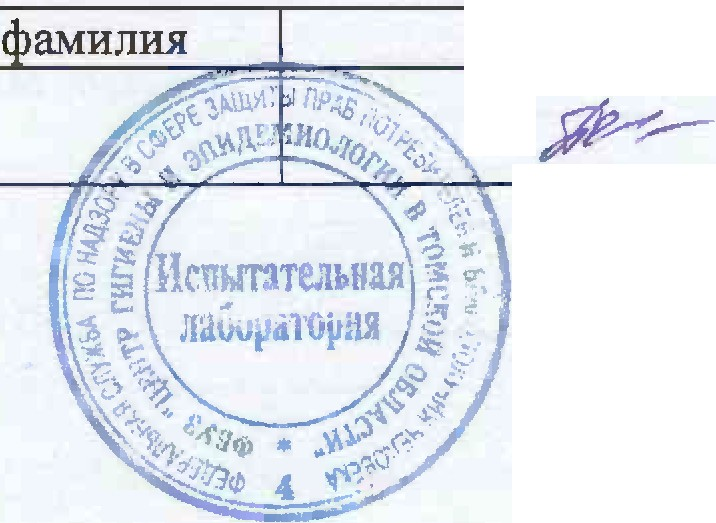 фамилия
ФЕДЕРАЛЬНАЯ СЛУЖБА ПО НАДЗОРУ В СФЕРЕ ЗАЩИТЫ ПРАВ ПОТРЕБИТЕЛЕЙ И БЛАГОПОЛУЧИЯ ЧЕЛОВЕКА
ФБУЗ "ЦЕНТР ГИГИЕНЫ И ЭПИДЕМИОЛОГИИ В ТОМСКОЙ ОБЛАСТИ" *
Испытательная
лаборатория
4